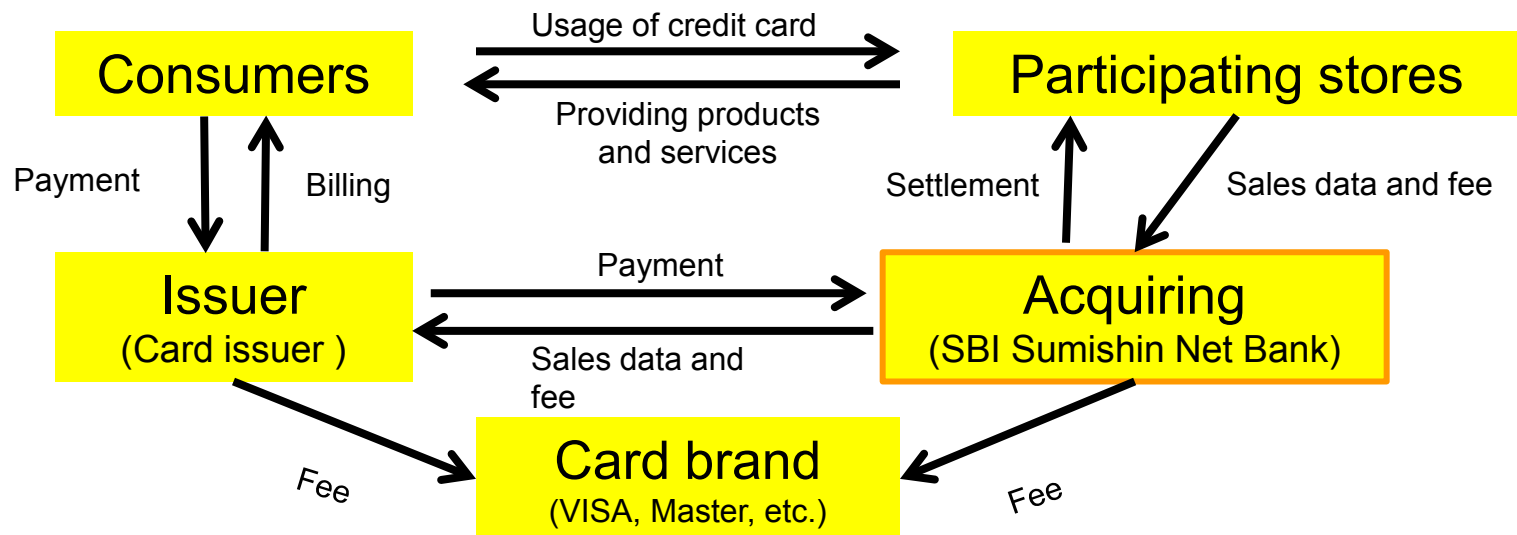 Usage of credit card
Consumers
Participating stores
Providing products
and services
Payment
Billing
Settlement
Sales data and fee
Payment
Issuer
(Card issuer )
Acquiring
(SBI Sumishin Net Bank)
Sales data and
fee
Card brand
(VISA, Master, etc.)
Fee
Fee